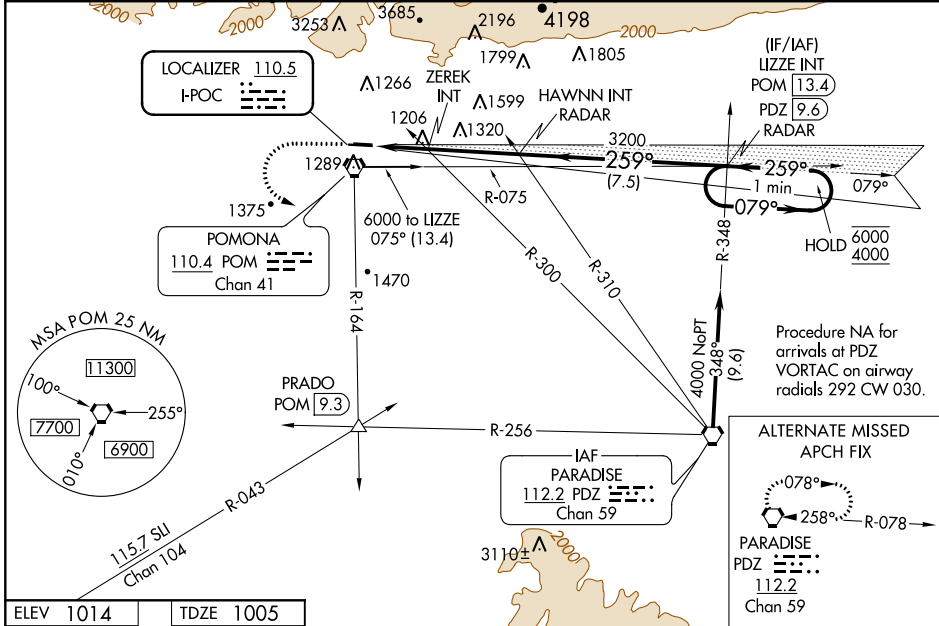 3253
3685
2196
4198
2000
2000
1799
1805
(IF/IAF)
LIZZE INT
POM 13.4
PDZ 9.6
RADAR
LOCALIZER 110.5
I-POC
1266
ZEREK
INT
1599
HAWNN INT
RADAR
1206
1320
3200
1289
259°
(7.5)
259°
1 min
079°
079°
R-075
6000 to LIZZE
075° (13.4)
1375
HOLD 6000
4000
POMONA
110.4 POM
Chan 41
1470
R-164
R-300
R-310
R-348
4000 NoPT
348°
(9.6)
Procedure NA for
arrivals at PDZ
VORTAC on airway
radials 292 CW 030.
MSA POM 25 NM
11300
100°
255°
7700
6900
010°
PRADO
POM 9.3
R-256
R-043
115.7 SLI
Chan 104
IAF
PARADISE
112.2 PDZ
Chan 59
3110±
2000
ALTERNATE MISSED
APCH FIX
078°
258°
R-078
PARADISE
PDZ
112.2
Chan 59
ELEV 1014
TDZE 1005